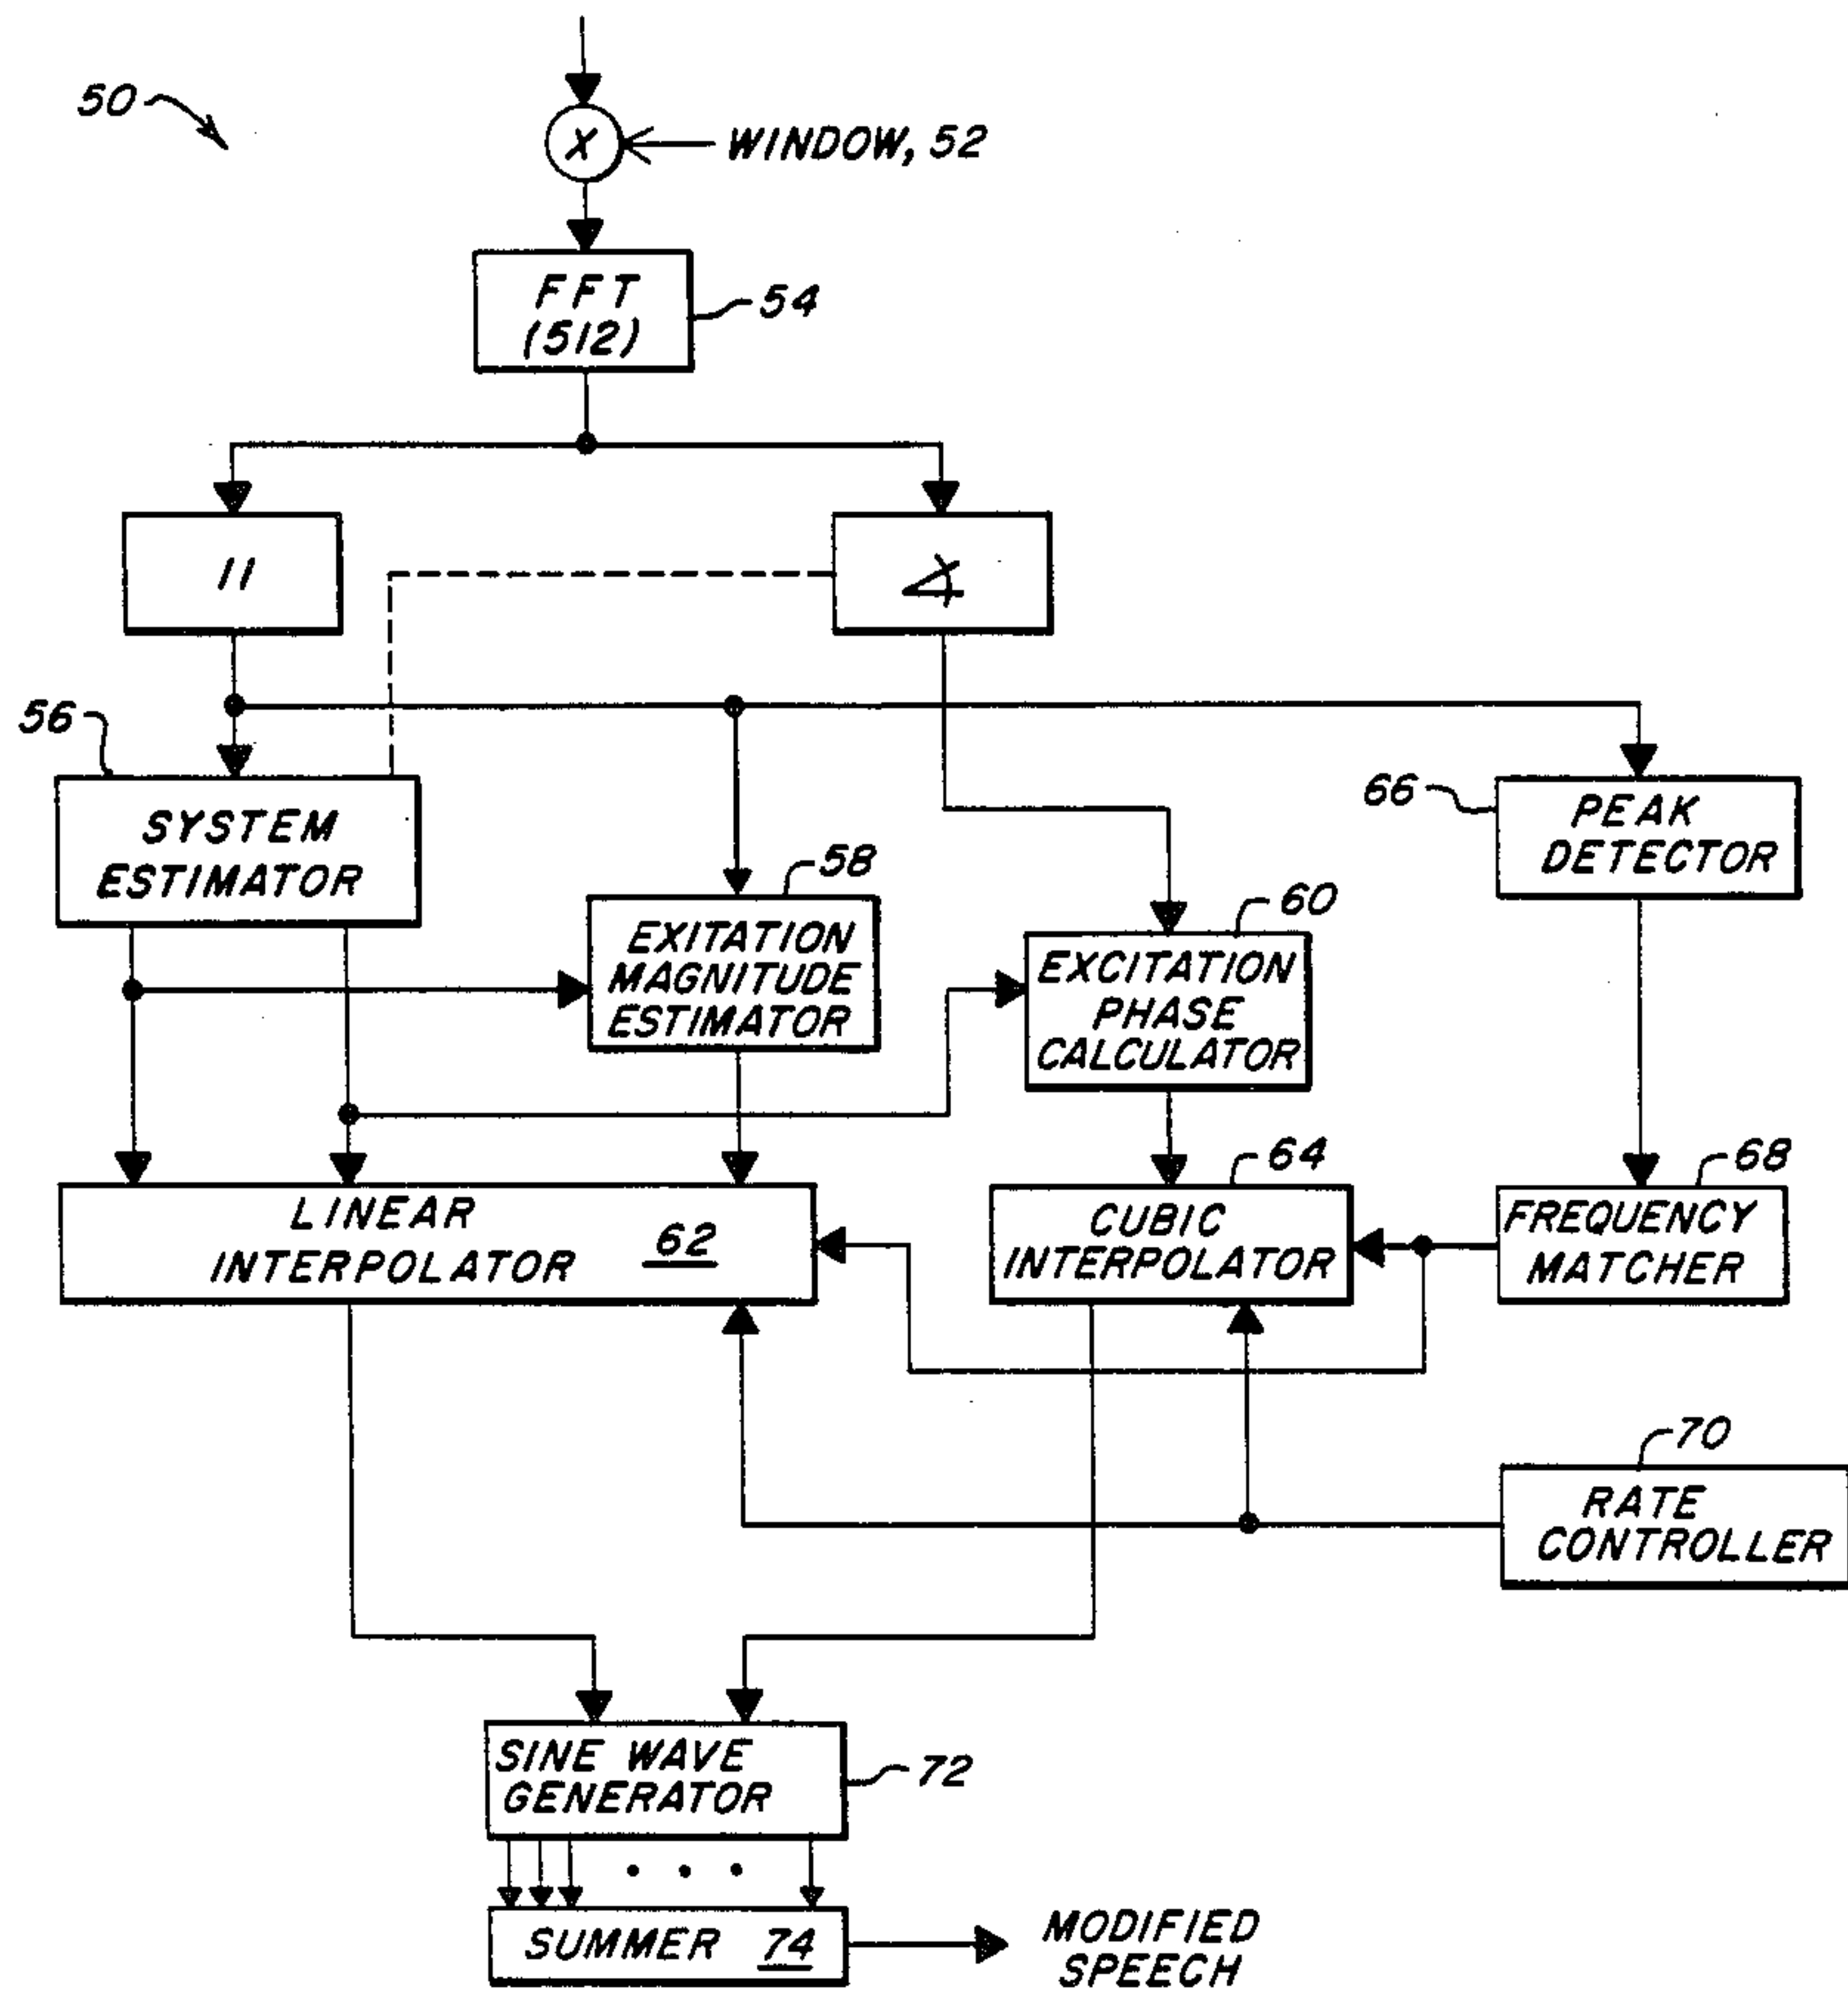 50
X
WINDOW, 52
FFT
(512)
54
| |
∡
56
SYSTEM
ESTIMATOR
66
PEAK
DETECTOR
58
EXITATION
MAGNITUDE
ESTIMATOR
60
EXCITATION
PHASE
CALCULATOR
LINEAR
INTERPOLATOR 62
64
CUBIC
INTERPOLATOR
68
FREQUENCY
MATCHER
70
RATE
CONTROLLER
SINE WAVE
GENERATOR
72
SUMMER 74
MODIFIED
SPEECH